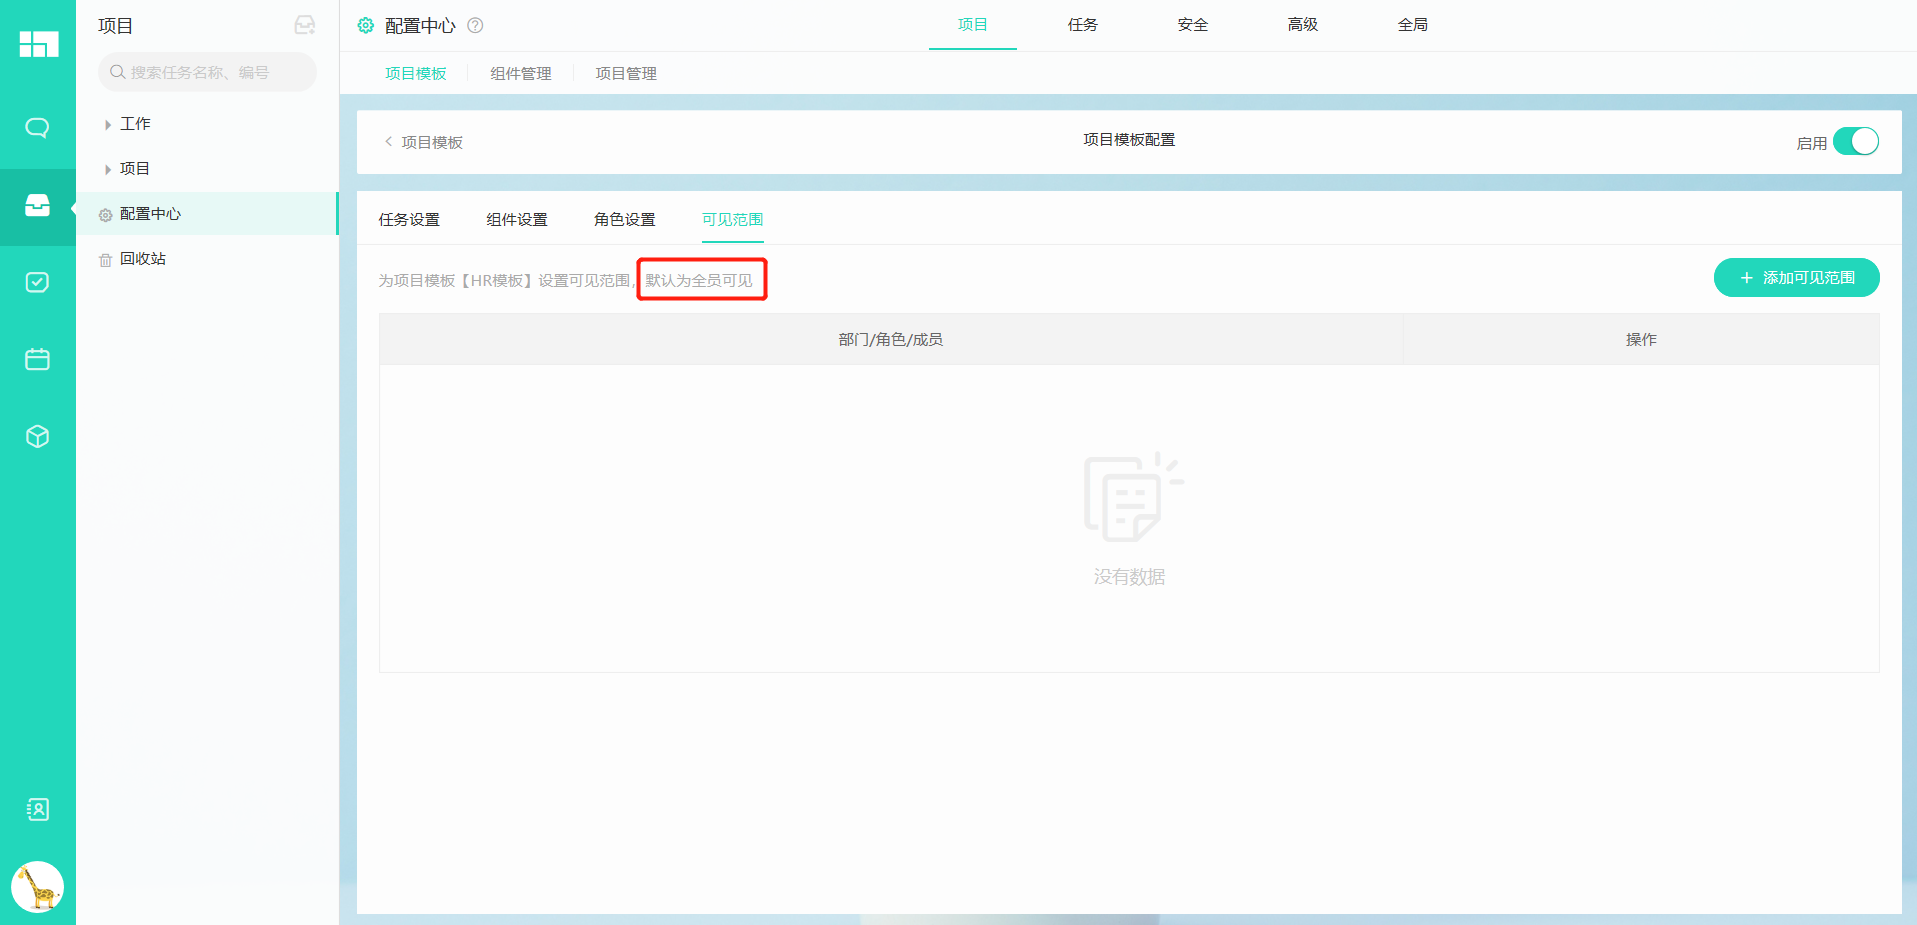 项目
搜索任务名称、编号
工作
项目
配置中心
回收站
配置中心
项目
任务
安全
高级
全局
项目模板
组件管理
项目管理
项目模板
项目模板配置
启用
任务设置
组件设置
角色设置
可见范围
为项目模板【HR模板】设置可见范围, 默认为全员可见
添加可见范围
部门/角色/成员
操作
没有数据